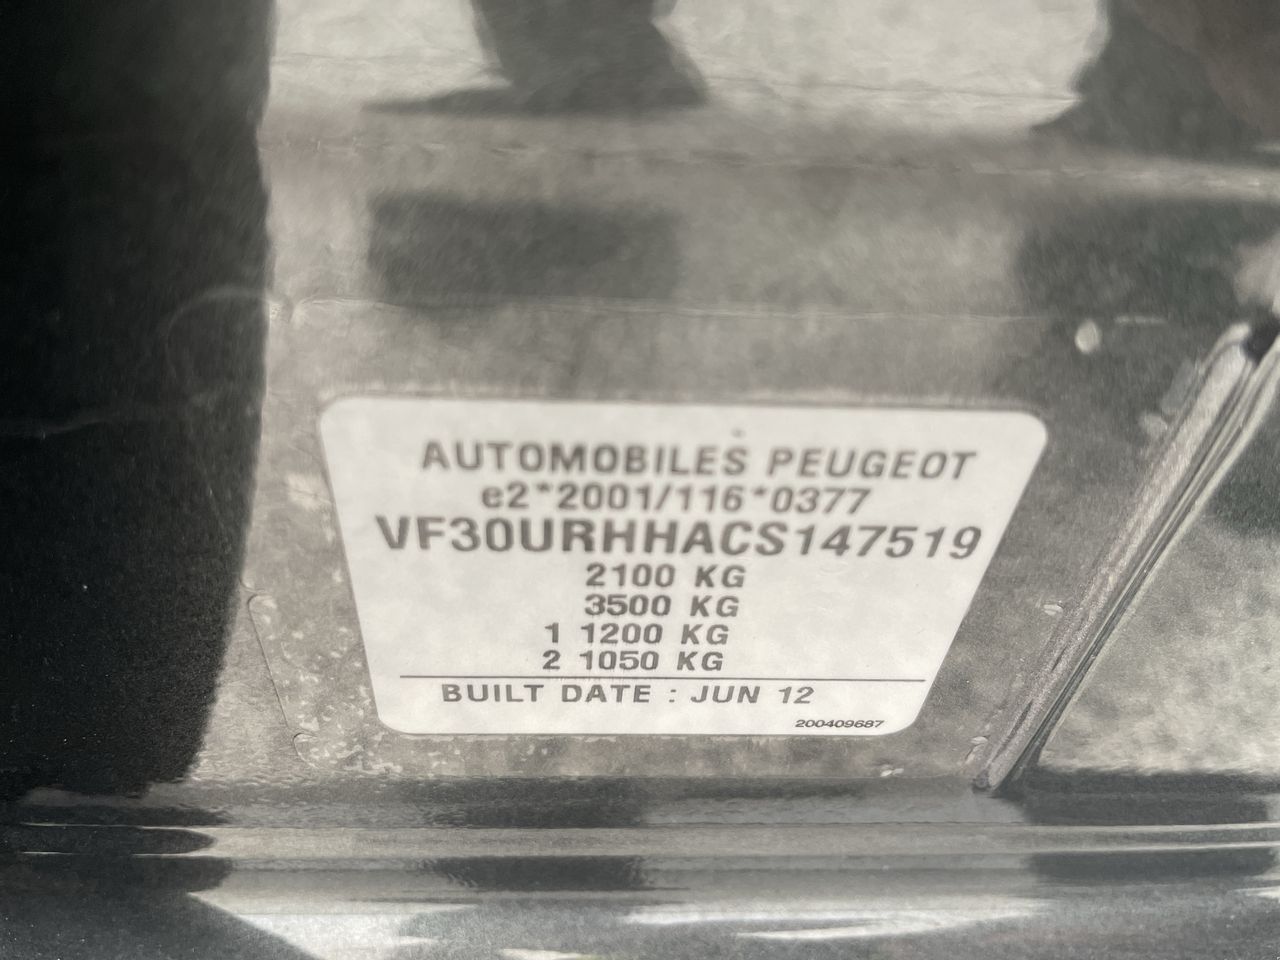 AUTOMOBILES PEUGEOT
e2*2001/116*0377
VF30URHHACS147519
2100 KG
3500 KG
1 1200 KG
2 1050 KG
BUILT DATE : JUN 12
200409687